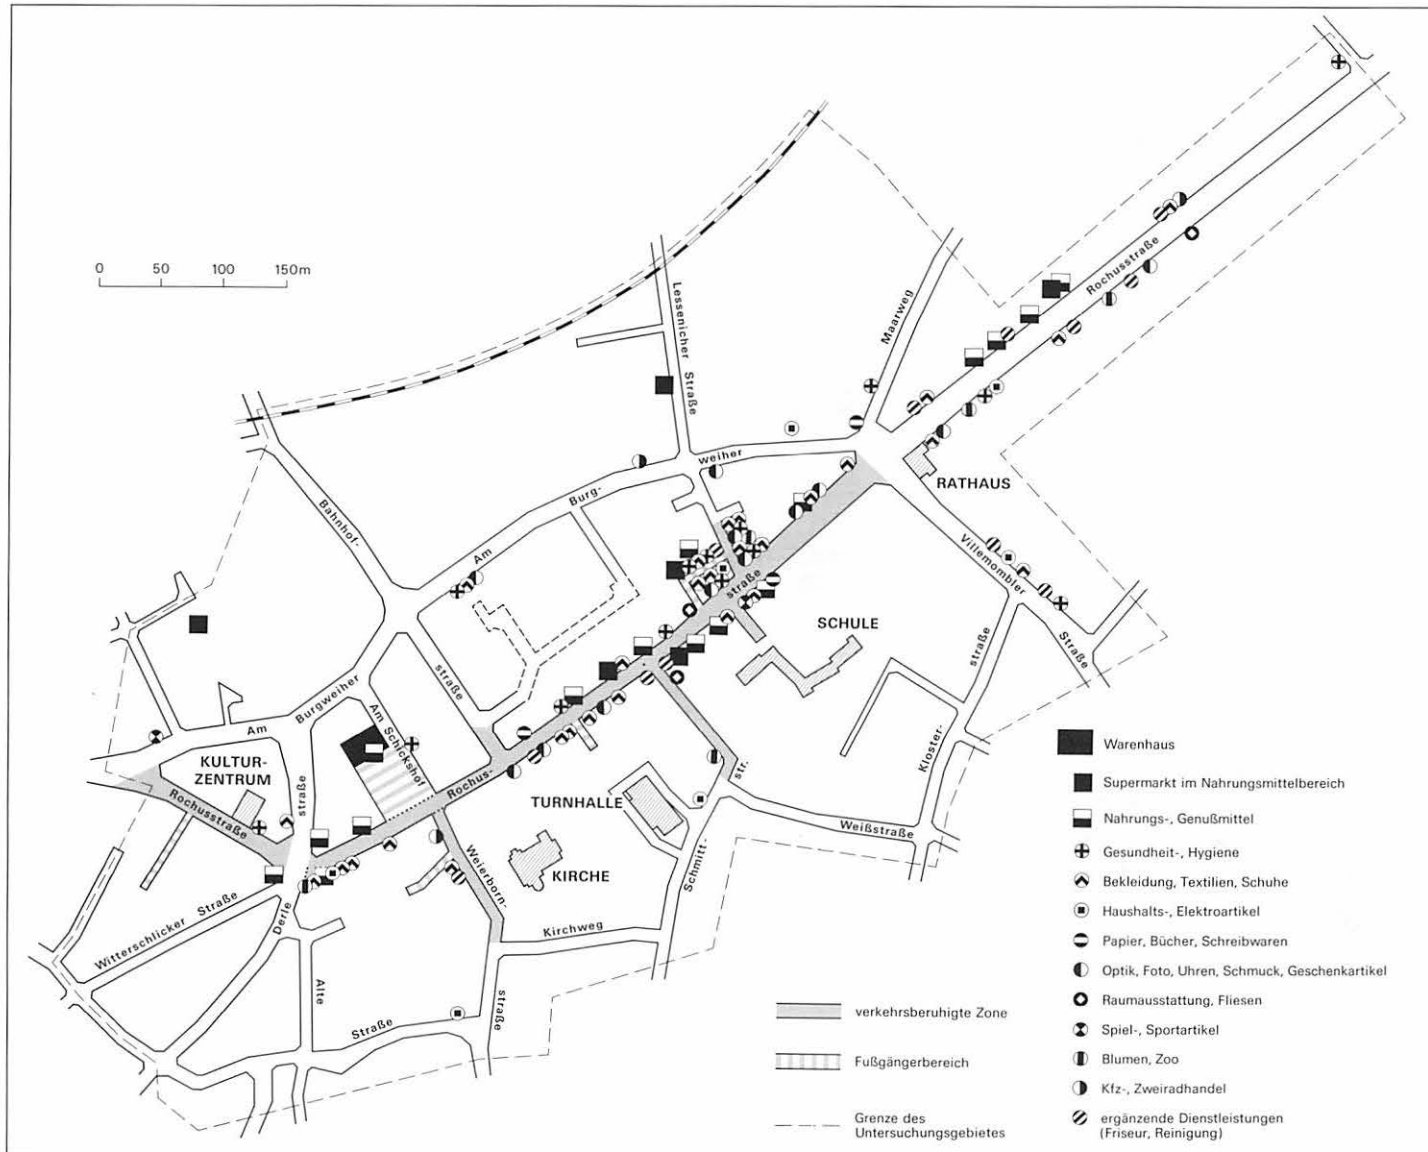 0 50 100 150m
Lessenicher Straße
Maarweg
Rochusstraße
Bahnhof-
straße
Am
Burg-
weiher
RATHAUS
Villemombler
Straße
straße
SCHULE
Kloster-
straße
Am
Burgweiher
Am Schickshof
KULTUR-
ZENTRUM
straße
Rochusstraße
Rochus-
TURNHALLE
str.
Weißstraße
Schmitt-
KIRCHE
Weierborn-
straße
Kirchweg
Witterschlicker Straße
Derle
Alte
Straße
Warenhaus
Supermarkt im Nahrungsmittelbereich
Nahrungs-, Genußmittel
Gesundheit-, Hygiene
Bekleidung, Textilien, Schuhe
Haushalts-, Elektroartikel
Papier, Bücher, Schreibwaren
Optik, Foto, Uhren, Schmuck, Geschenkartikel
Raumausstattung, Fliesen
Spiel-, Sportartikel
Blumen, Zoo
Kfz-, Zweiradhandel
ergänzende Dienstleistungen
(Friseur, Reinigung)
verkehrsberuhigte Zone
Fußgängerbereich
Grenze des
Untersuchungsgebietes